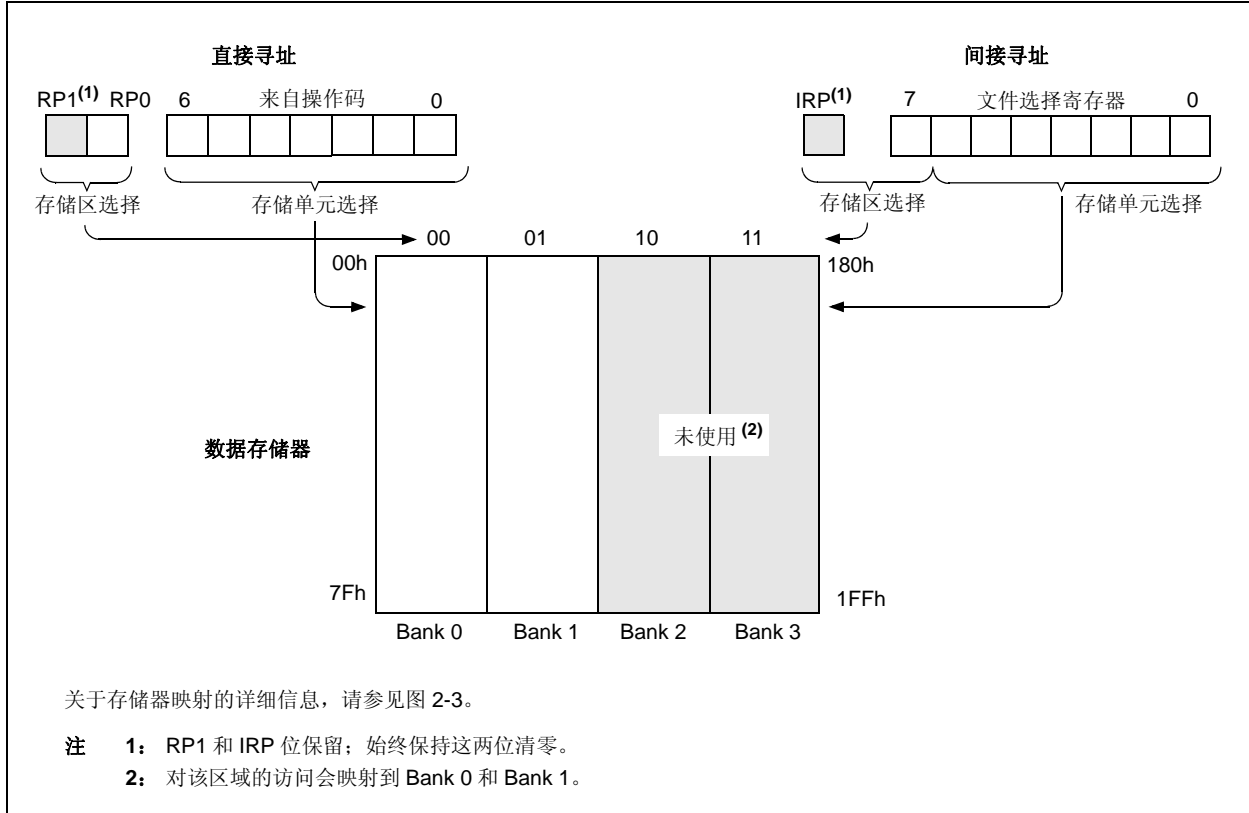 直接寻址
间接寻址
RP1(1) RP0 6 来自操作码 0
IRP(1) 7 文件选择寄存器 0
存储区选择 存储单元选择
存储区选择 存储单元选择
00 01 10 11
00h 180h
未使用(2)
数据存储器
7Fh 1FFh
Bank 0 Bank 1 Bank 2 Bank 3
关于存储器映射的详细信息，请参见图 2-3。
注 1： RP1 和 IRP 位保留；始终保持这两位清零。
2： 对该区域的访问会映射到 Bank 0 和 Bank 1。